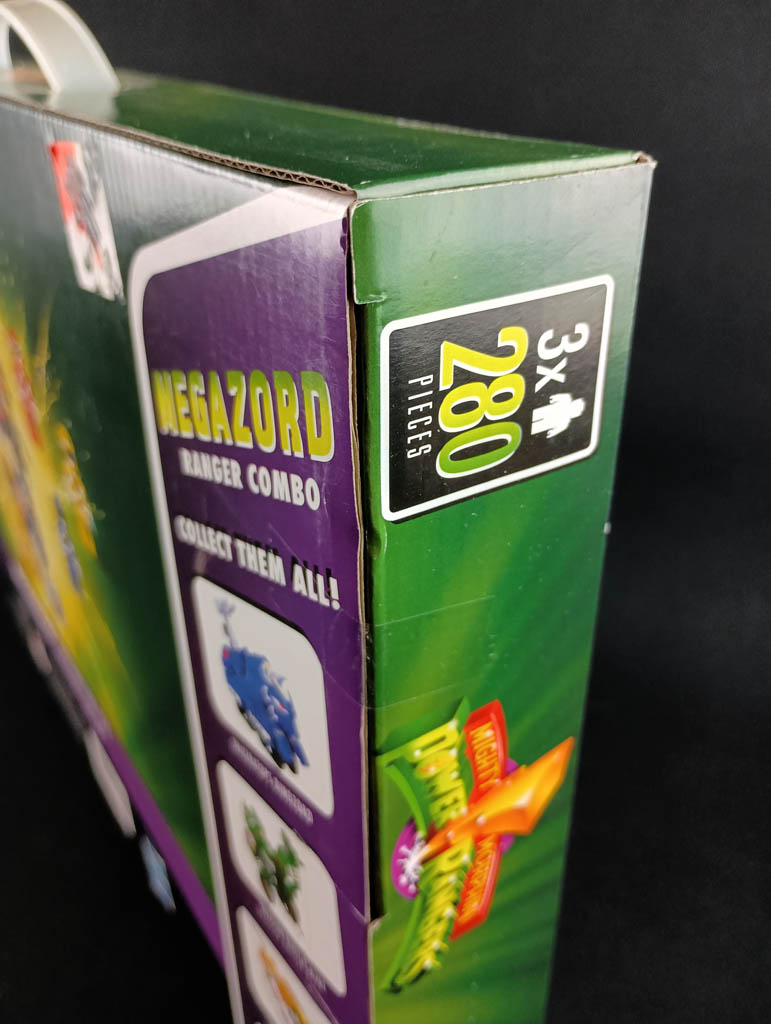 MEGAZORD
RANGER COMBO
COLLECT THEM ALL!
3x
280
PIECES
MIGHTY MORPHIN
POWER RANGERS